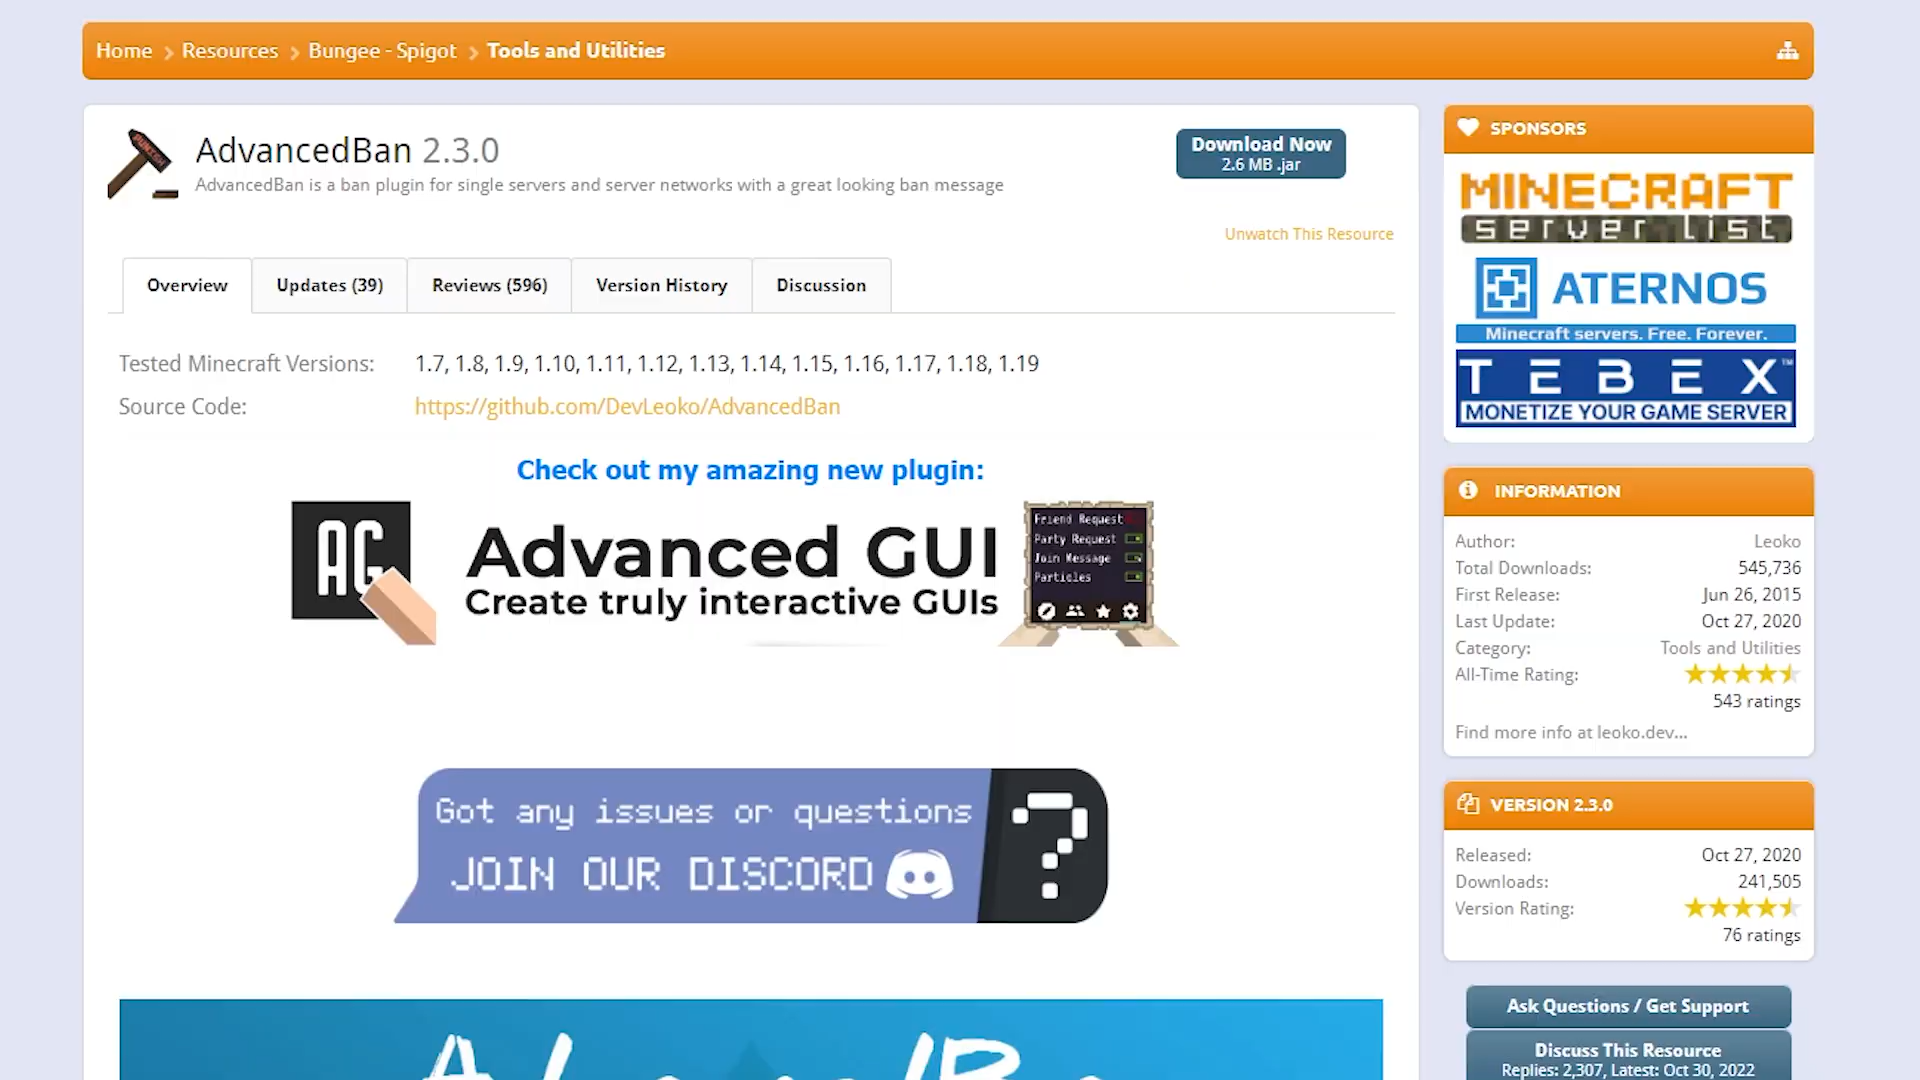 Home
Resources
Bungee - Spigot
Tools and Utilities
PUNISH
AdvancedBan 2.3.0
AdvancedBan is a ban plugin for single servers and server networks with a great looking ban message
Download Now
2.6 MB .jar
Unwatch This Resource
Overview
Updates (39)
Reviews (596)
Version History
Discussion
Tested Minecraft Versions: 1.7, 1.8, 1.9, 1.10, 1.11, 1.12, 1.13, 1.14, 1.15, 1.16, 1.17, 1.18, 1.19
Source Code: https://github.com/DevLeoko/AdvancedBan
Check out my amazing new plugin:
AG
Advanced GUI
Create truly interactive GUIs
Friend Request
Party Request
Join Message
Particles
Got any issues or questions
JOIN OUR DISCORD
?
SPONSORS
MINECRAFT
server list
ATERNOS
Minecraft servers. Free. Forever.
TEBEX™
MONETIZE YOUR GAME SERVER
INFORMATION
Author: Leoko
Total Downloads: 545,736
First Release: Jun 26, 2015
Last Update: Oct 27, 2020
Category: Tools and Utilities
All-Time Rating:
543 ratings
Find more info at leoko.dev...
VERSION 2.3.0
Released: Oct 27, 2020
Downloads: 241,505
Version Rating:
76 ratings
Ask Questions / Get Support
Discuss This Resource
Replies: 2,307, Latest: Oct 30, 2022